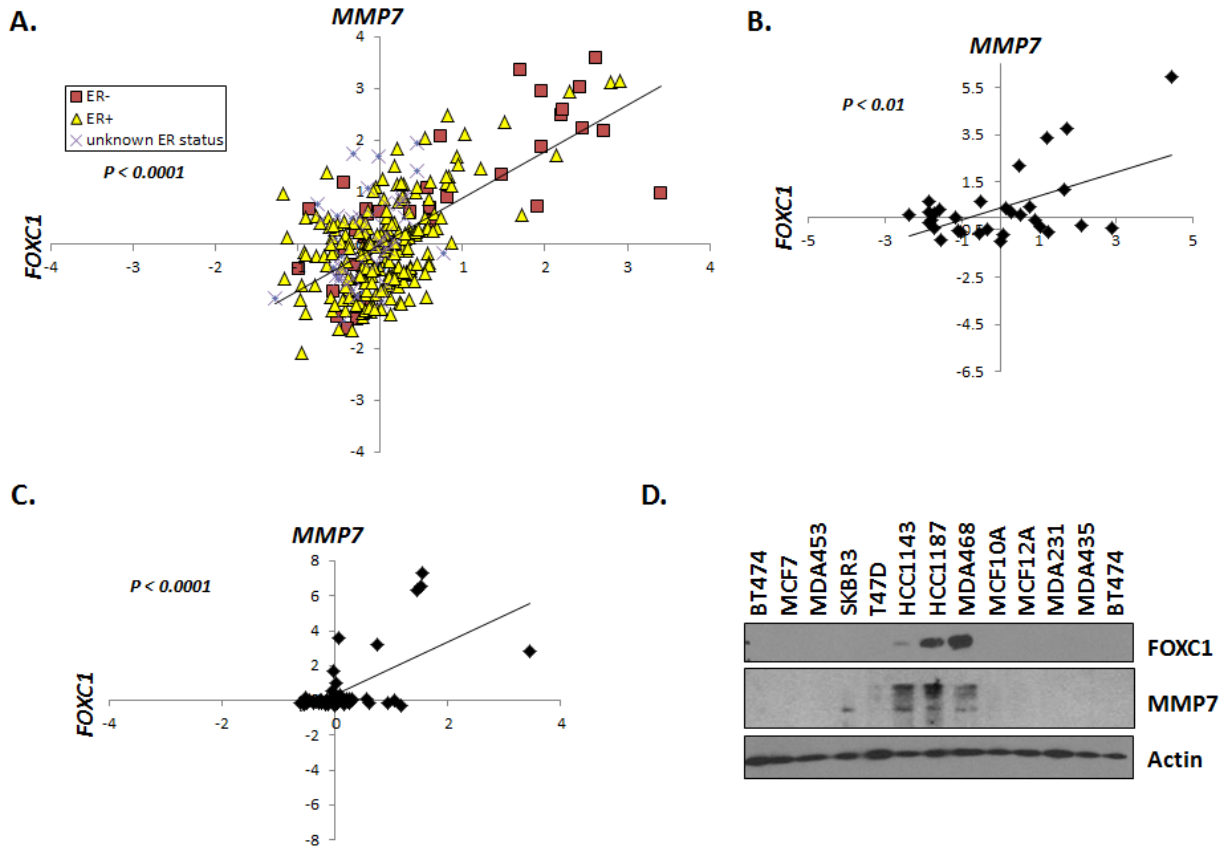 A.
MMP7
ER-
ER+
unknown ER status
P < 0.0001
FOXC1
4
3
2
1
0
-4
-3
-2
-1
1
2
3
4
-2
-4
B.
MMP7
P < 0.01
FOXC1
5.5
3.5
1.5
-0.5
-2.5
-4.5
-6.5
-5
-3
-1
1
3
5
C.
MMP7
P < 0.0001
FOXC1
8
6
4
2
0
-2
-4
-6
-8
-4
-2
0
2
4
D.
BT474
MCF7
MDA453
SKBR3
T47D
HCC1143
HCC1187
MDA468
MCF10A
MCF12A
MDA231
MDA435
BT474
FOXC1
MMP7
Actin